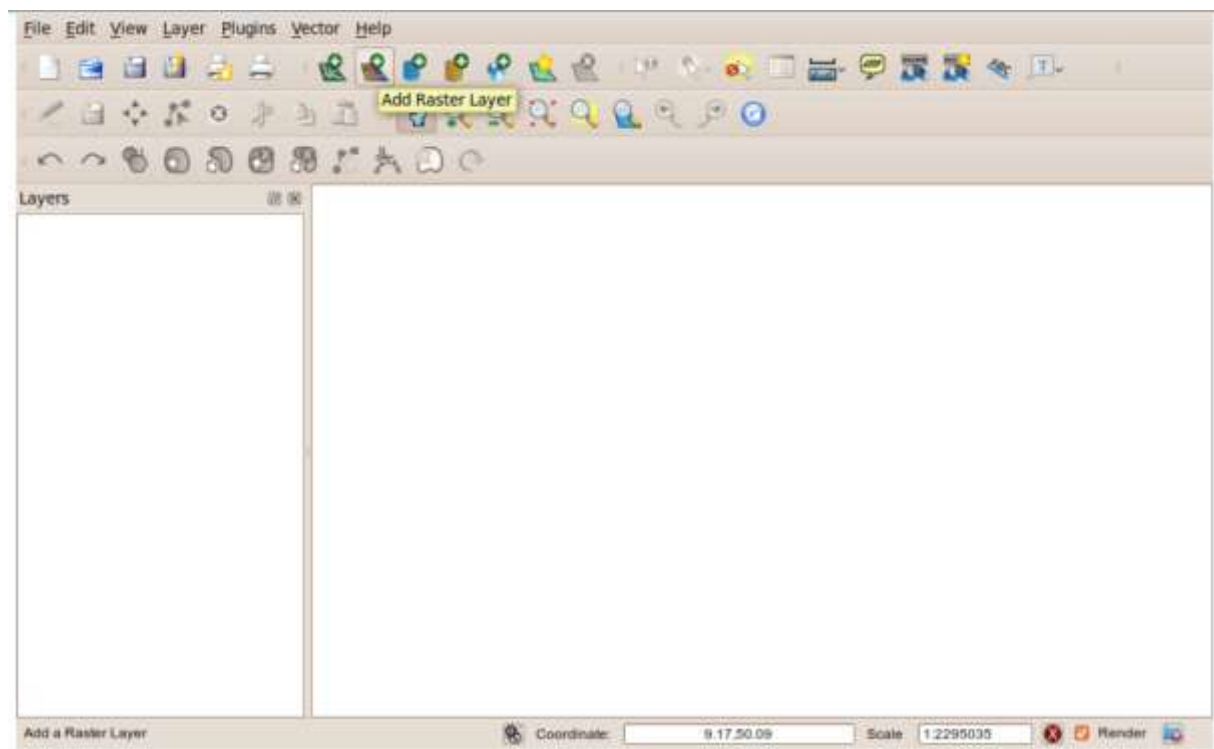 File Edit View Layer Plugins Vector Help
Add Raster Layer
Layers
Add a Raster Layer Coordinate: 9.17,50.09 Scale 1:2295035 Render